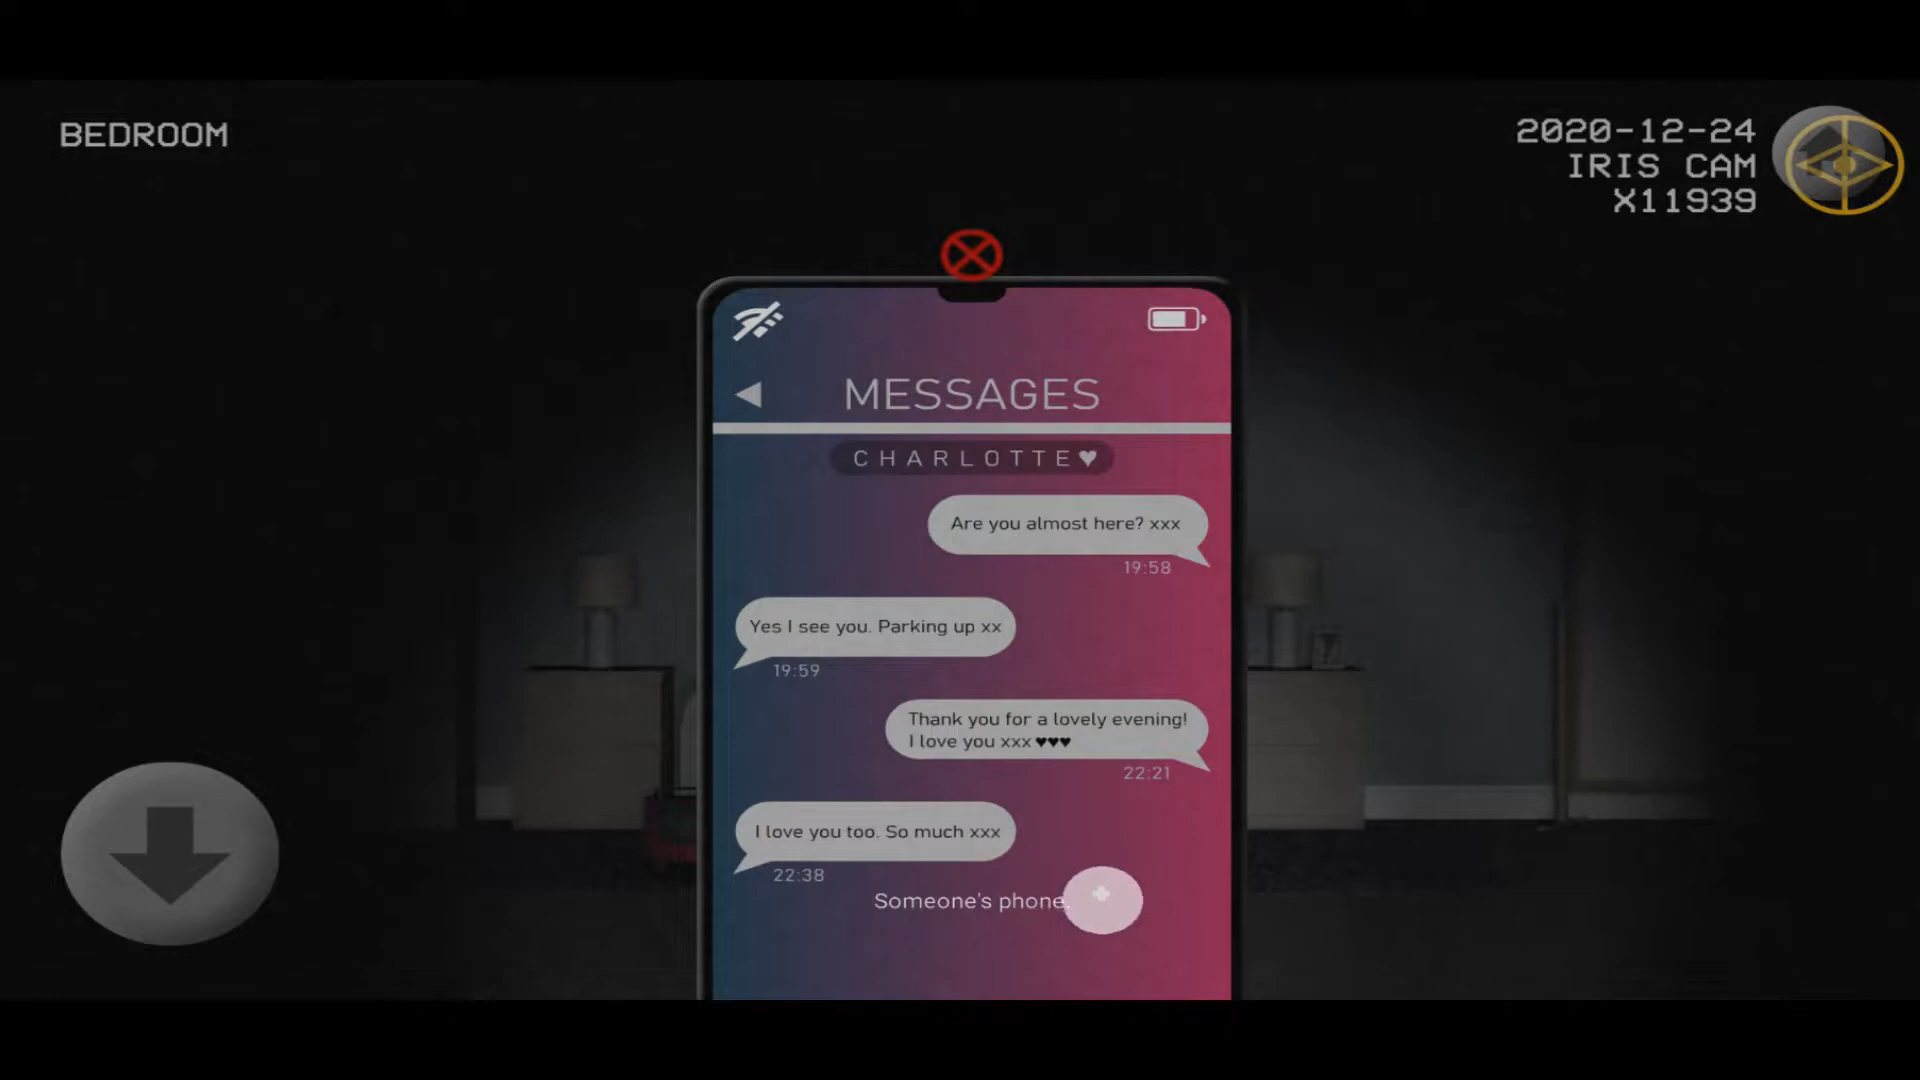 BEDROOM
2020-12-24
IRIS CAM
X11939
MESSAGES
CHARLOTTE♥
Are you almost here? xxx
19:58
Yes I see you. Parking up xx
19:59
Thank you for a lovely evening!
I love you xxx ♥♥♥
22:21
I love you too. So much xxx
22:38
Someone's phone.